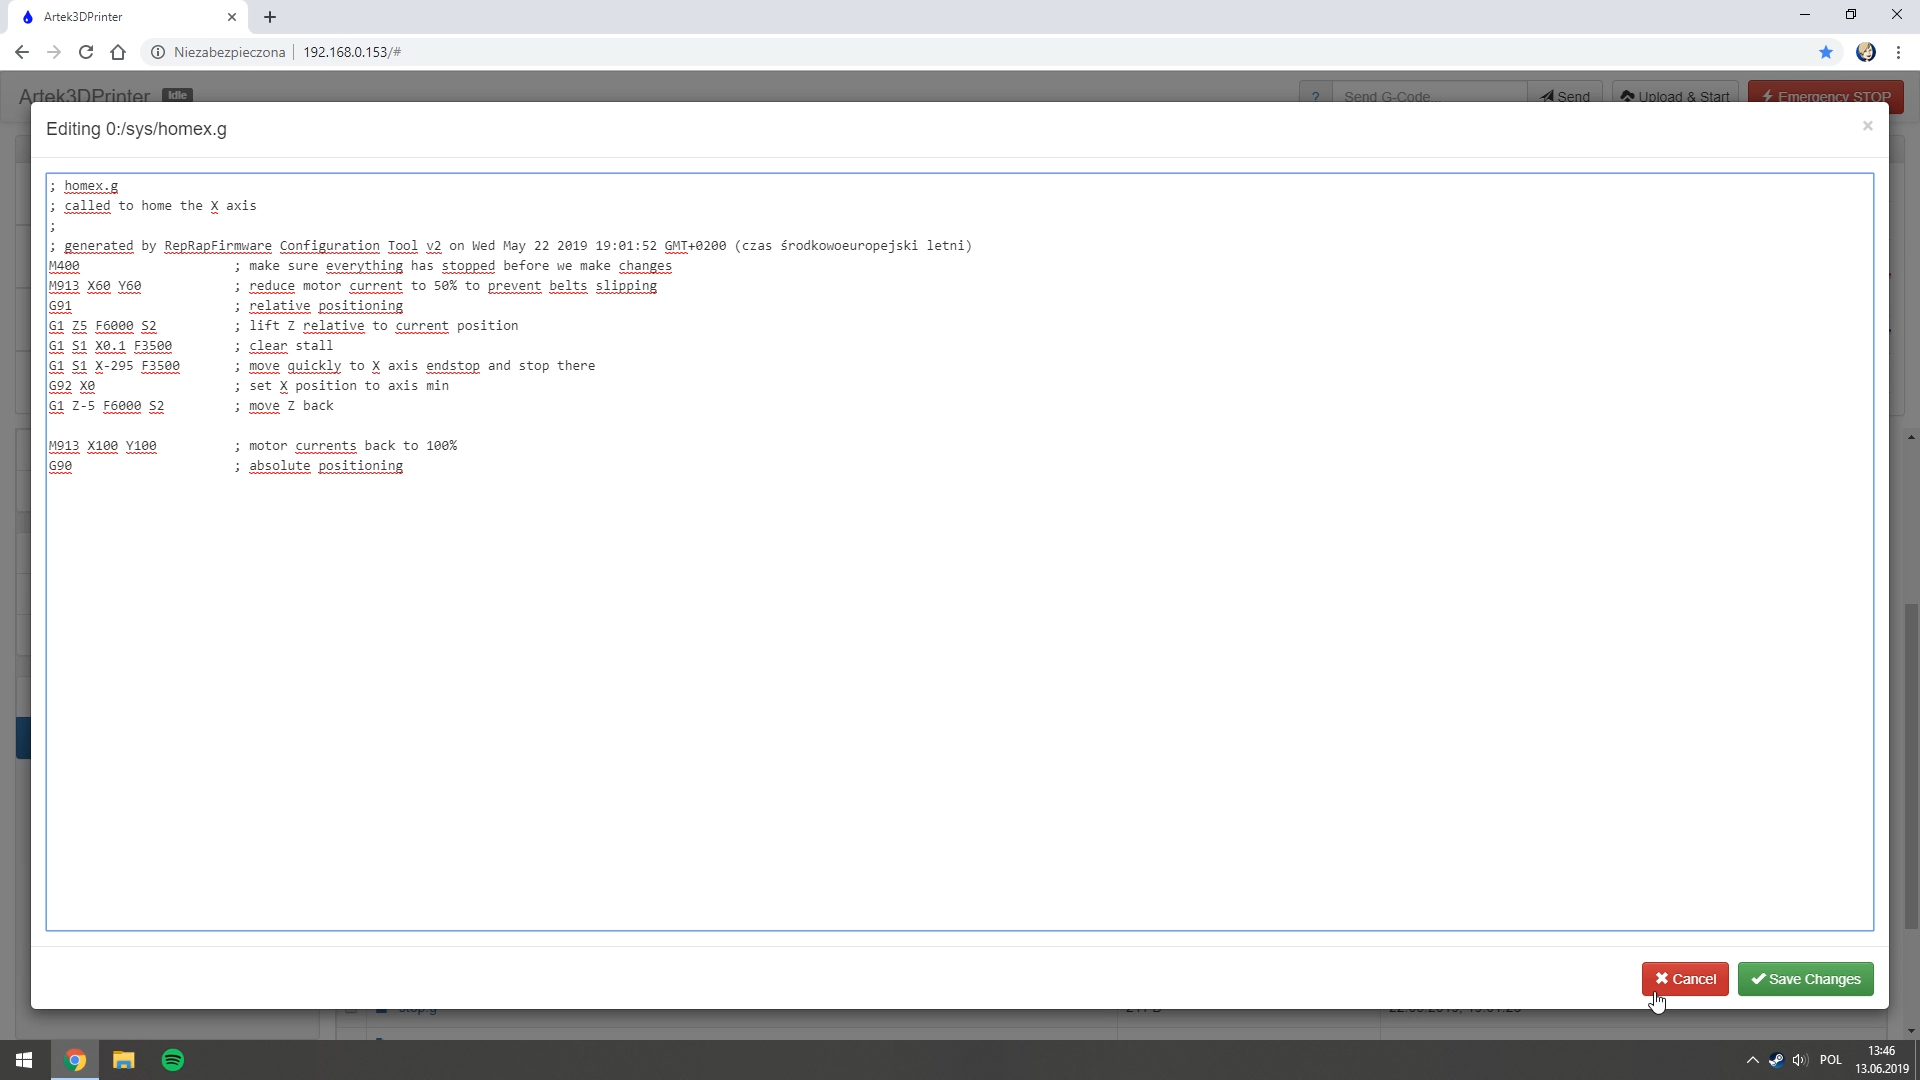 Artek3DPrinter
Niezabezpieczona 192.168.0.153/#
Artek3DPrinter Idle ? Send G-Code... Send Upload & Start Emergency STOP
Editing 0:/sys/homex.g
; homex.g
; called to home the X axis
;
; generated by RepRapFirmware Configuration Tool v2 on Wed May 22 2019 19:01:52 GMT+0200 (czas środkowoeuropejski letni)
M400 ; make sure everything has stopped before we make changes
M913 X60 Y60 ; reduce motor current to 50% to prevent belts slipping
G91 ; relative positioning
G1 Z5 F6000 S2 ; lift Z relative to current position
G1 S1 X0.1 F3500 ; clear stall
G1 S1 X-295 F3500 ; move quickly to X axis endstop and stop there
G92 X0 ; set X position to axis min
G1 Z-5 F6000 S2 ; move Z back
M913 X100 Y100 ; motor currents back to 100%
G90 ; absolute positioning
Cancel Save Changes
stop.g
POL
13:46
13.06.2019